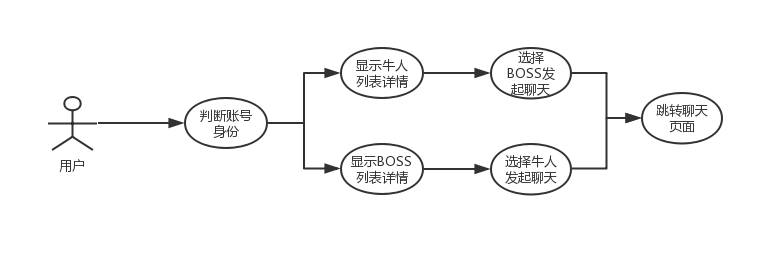 用户
判断账号
身份
显示牛人
列表详情
选择
BOSS发
起聊天
显示BOSS
列表详情
选择牛人
发起聊天
跳转聊天
页面